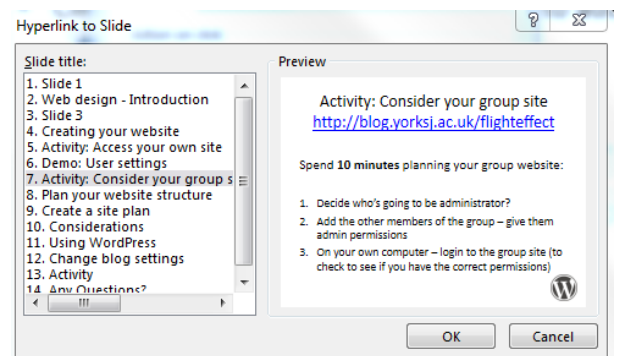 Hyperlink to Slide
Slide title:
1. Slide 1
2. Web design - Introduction
3. Slide 3
4. Creating your website
5. Activity: Access your own site
6. Demo: User settings
7. Activity: Consider your group s
8. Plan your website structure
9. Create a site plan
10. Considerations
11. Using WordPress
12. Change blog settings
13. Activity
14. Any Questions?
Preview
Activity: Consider your group site
http://blog.yorksj.ac.uk/flighteffect
Spend 10 minutes planning your group website:
1. Decide who's going to be administrator?
2. Add the other members of the group – give them
admin permissions
3. On your own computer – login to the group site (to
check to see if you have the correct permissions)
OK
Cancel